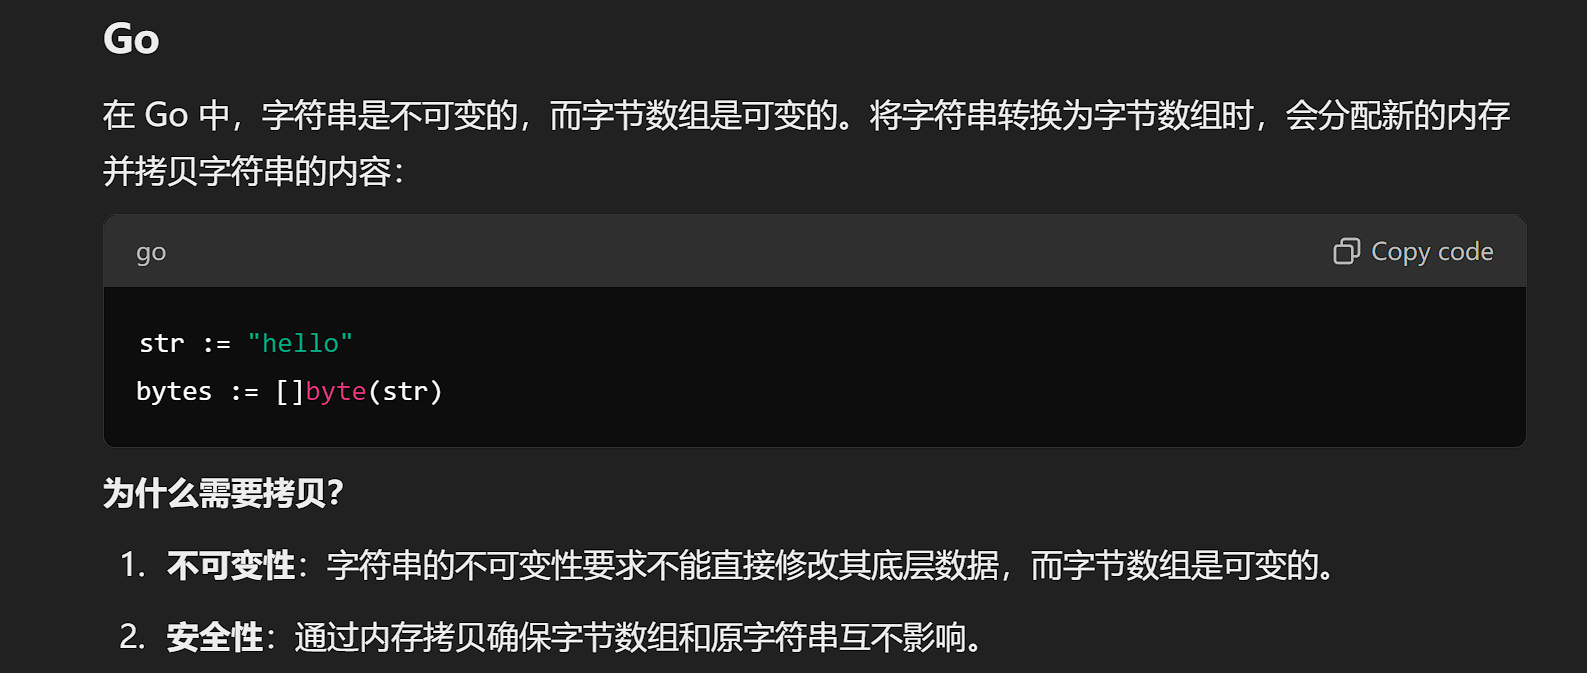 Go
在 Go 中，字符串是不可变的，而字节数组是可变的。将字符串转换为字节数组时，会分配新的内存
并拷贝字符串的内容：
go
Copy code
str := "hello"
bytes := []byte(str)
为什么需要拷贝？
1. 不可变性：字符串的不可变性要求不能直接修改其底层数据，而字节数组是可变的。
2. 安全性：通过内存拷贝确保字节数组和原字符串互不影响。